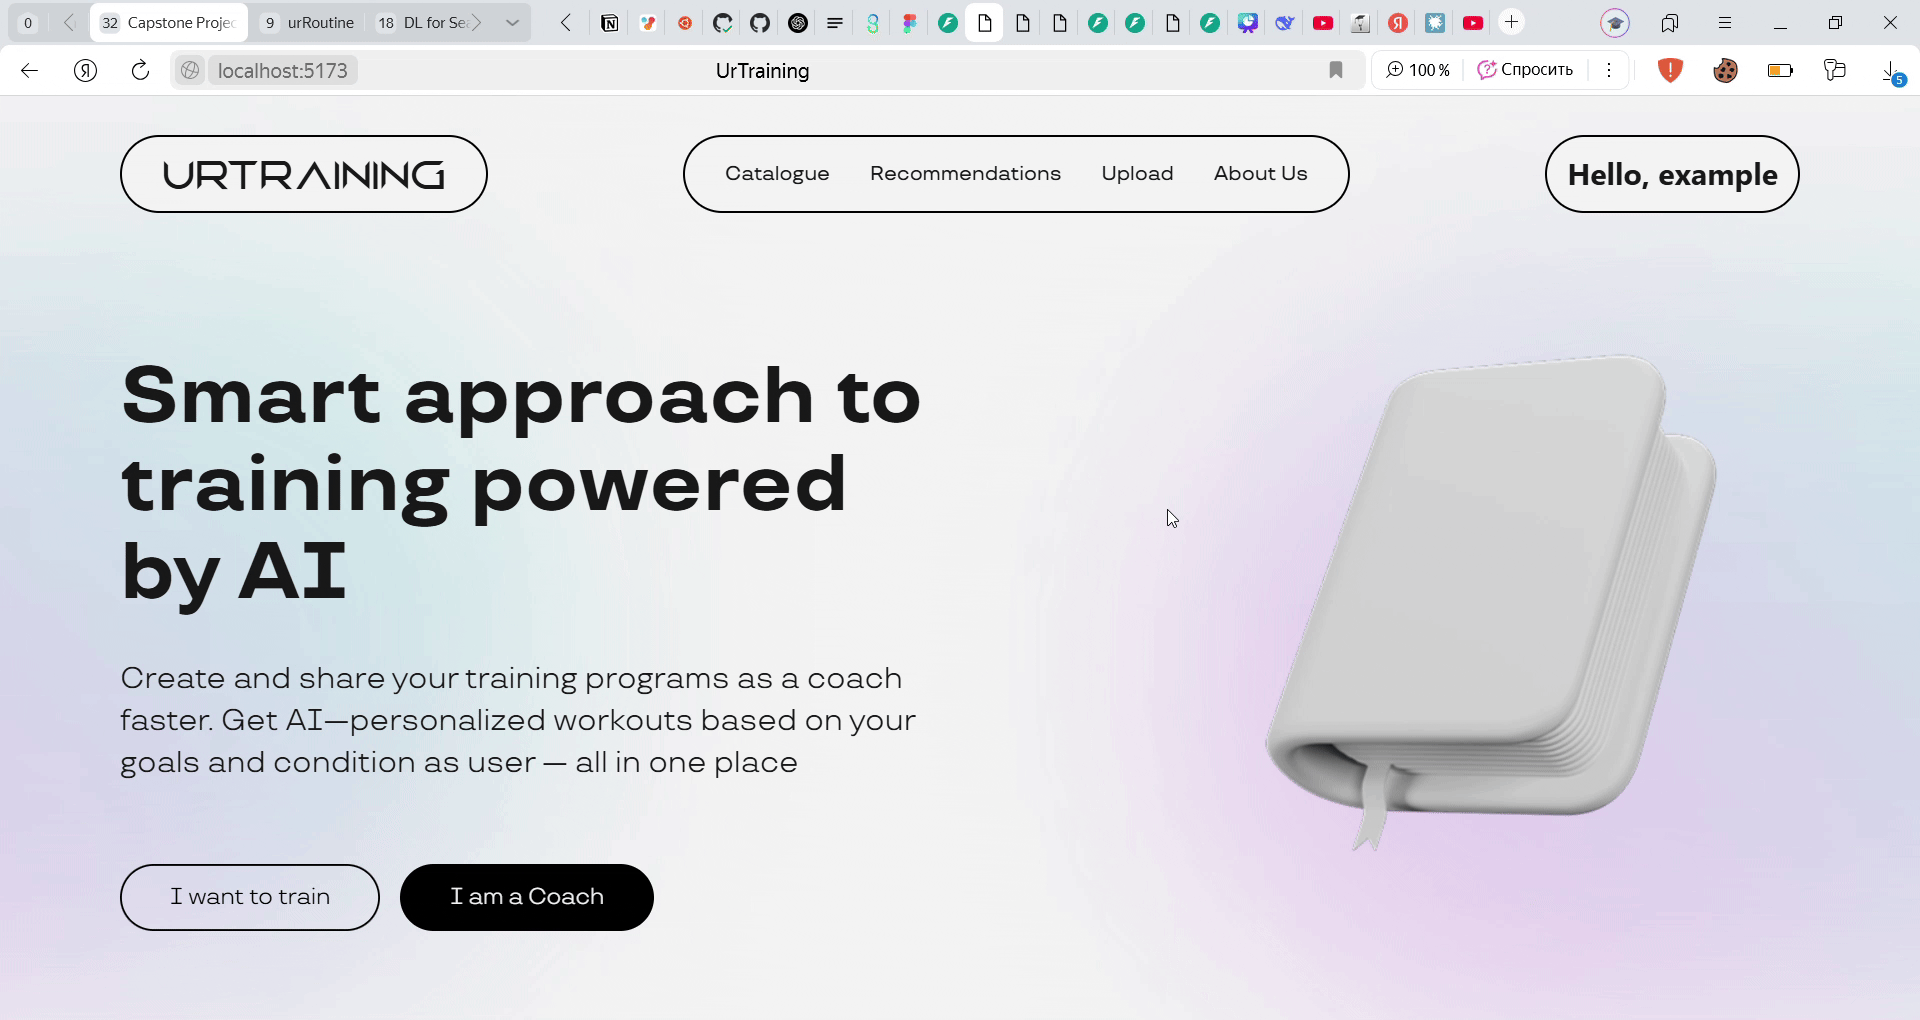 0
32 Capstone Projec
9 urRoutine
18 DL for Sea
localhost:5173
UrTraining
100 %
Спросить
5
URTRAINING
Catalogue Recommendations Upload About Us
Hello, example
Smart approach to
training powered
by AI
Create and share your training programs as a coach
faster. Get AI—personalized workouts based on your
goals and condition as user — all in one place
I want to train
I am a Coach